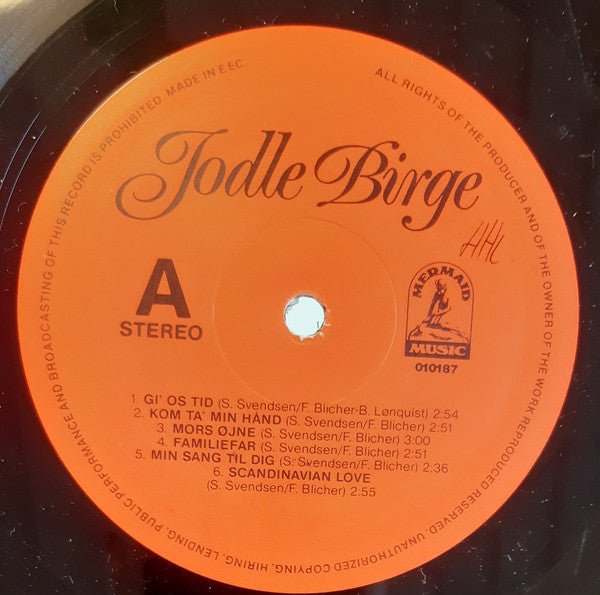 ALL RIGHTS OF THE PRODUCER AND OF THE OWNER OF THE WORK REPRODUCED RESERVED. UNAUTHORIZED COPYING, HIRING, LENDING, PUBLIC PERFORMANCE AND BROADCASTING OF THIS RECORD IS PROHIBITED. MADE IN EEC
Jodle Birge
A
STEREO
MERMAID
MUSIC
010187
1. GI' OS TID (S. Svendsen/F. Blicher-B. Lønquist) 2:54
2. KOM TA' MIN HÅND (S. Svendsen/F. Blicher) 2:51
3. MORS ØJNE (S. Svendsen/F. Blicher) 3:00
4. FAMILIEFAR (S. Svendsen/F. Blicher) 2:51
5. MIN SANG TIL DIG (S. Svendsen/F. Blicher) 2:36
6. SCANDINAVIAN LOVE
(S. Svendsen/F. Blicher) 2:55